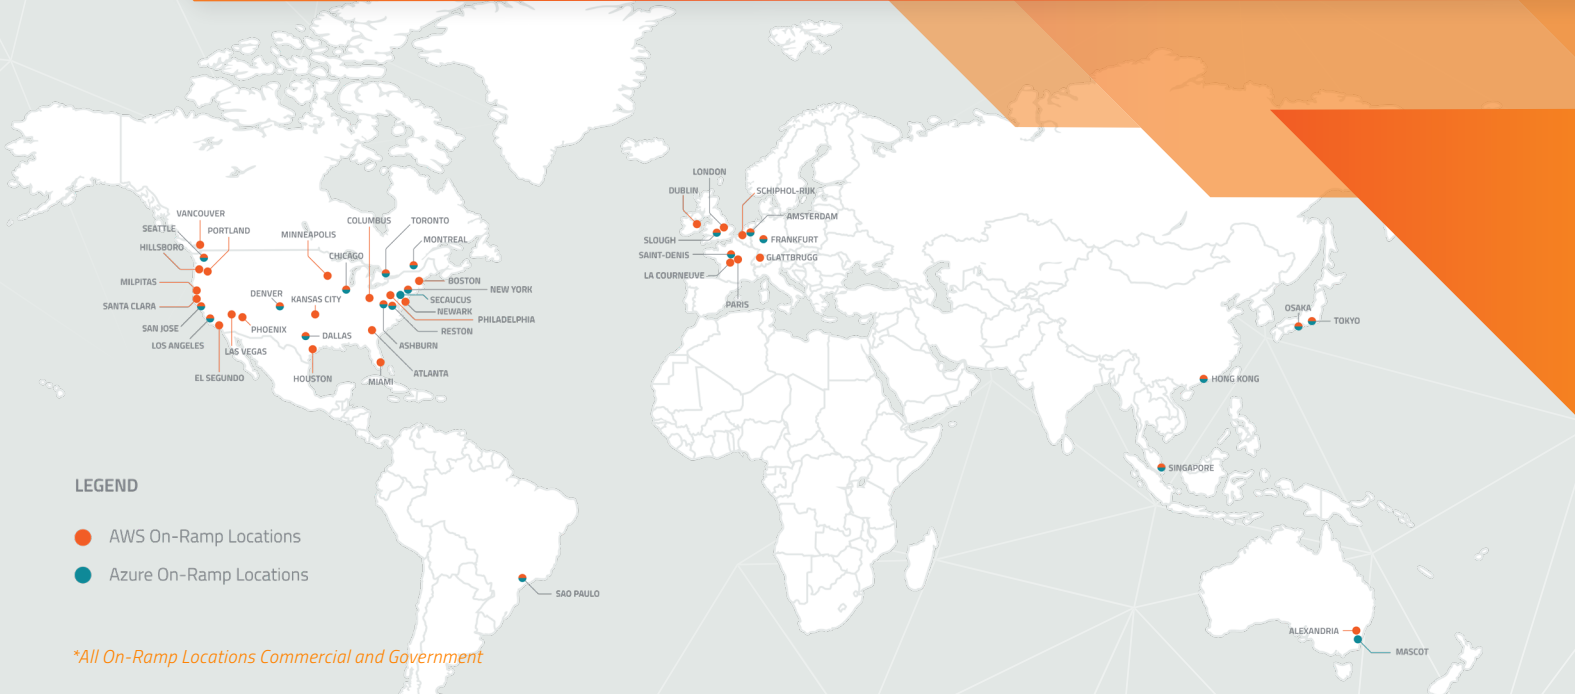 LONDON
DUBLIN
SCHIPHOL-RIJK
AMSTERDAM
SLOUGH
FRANKFURT
SAINT-DENIS
GLATTBRUGG
LA COURNEUVE
PARIS
VANCOUVER
SEATTLE
PORTLAND
HILLSBORO
MINNEAPOLIS
COLUMBUS
TORONTO
MONTREAL
CHICAGO
MILPITAS
DENVER
KANSAS CITY
BOSTON
NEW YORK
SANTA CLARA
SECAUCUS
NEWARK
PHILADELPHIA
SAN JOSE
PHOENIX
DALLAS
RESTON
LOS ANGELES
LAS VEGAS
ASHBURN
EL SEGUNDO
HOUSTON
MIAMI
ATLANTA
OSAKA
TOKYO
HONG KONG
SINGAPORE
LEGEND
AWS On-Ramp Locations
Azure On-Ramp Locations
SAO PAULO
ALEXANDRIA
MASCOT
*All On-Ramp Locations Commercial and Government